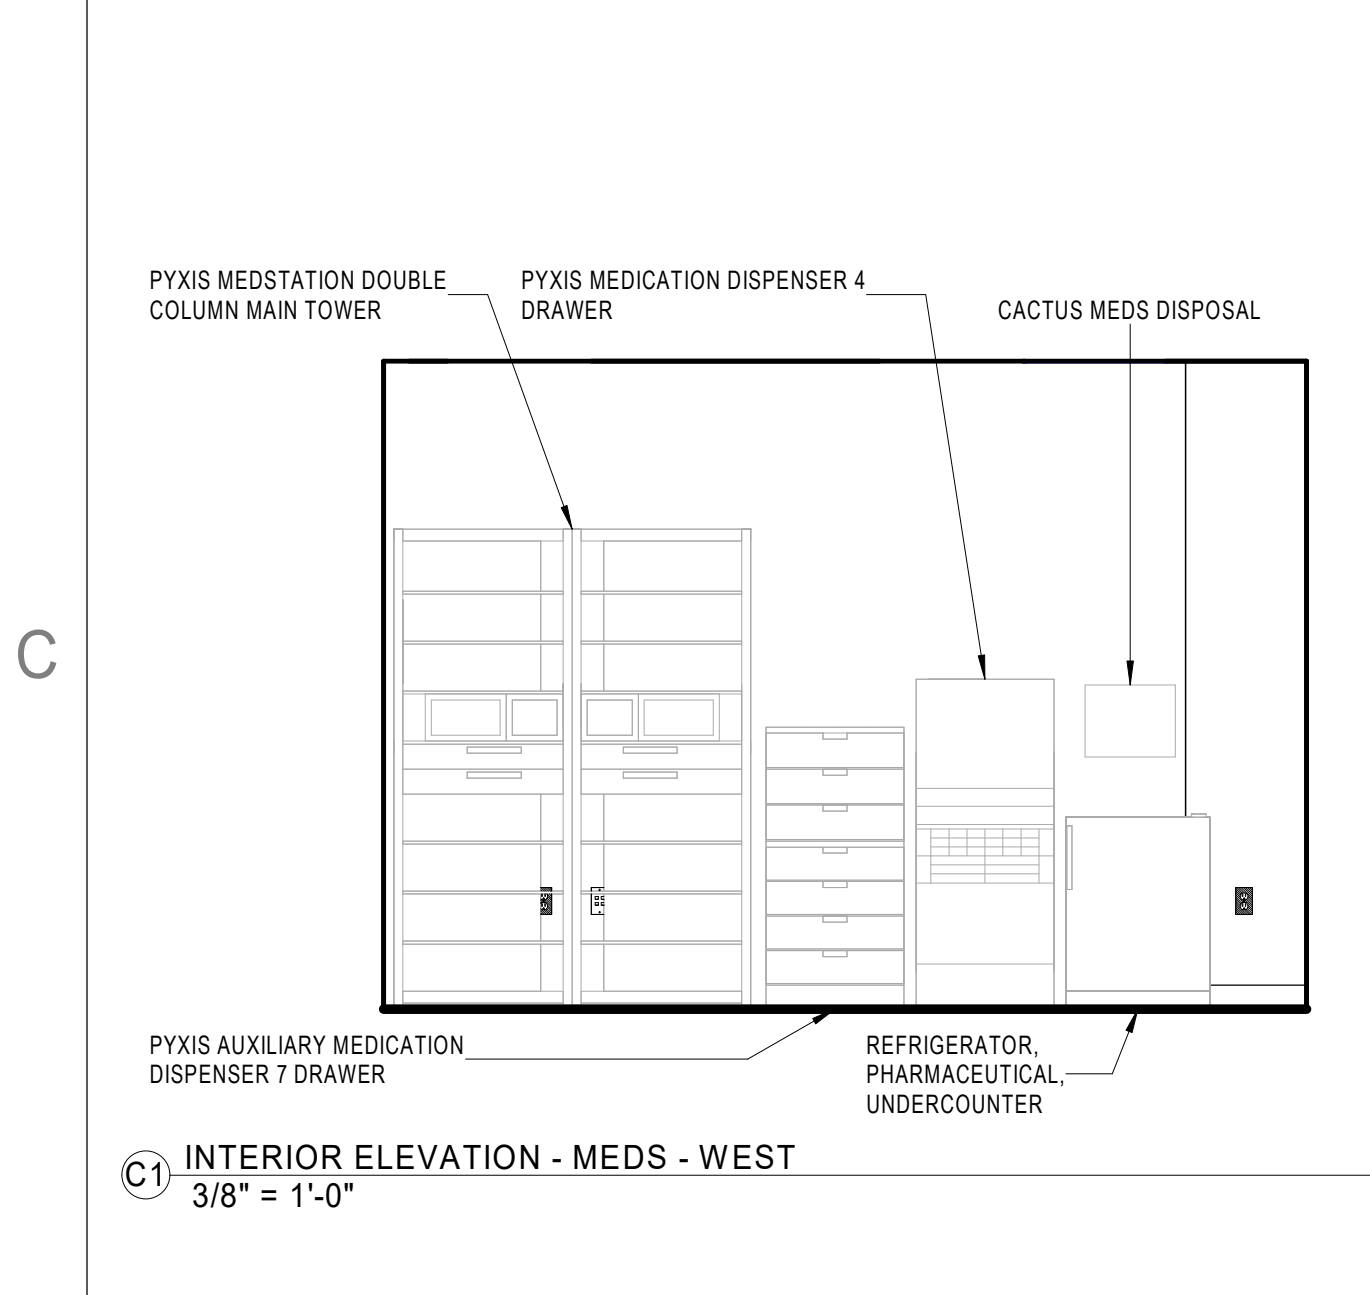 PYXIS MEDSTATION DOUBLE
COLUMN MAIN TOWER
PYXIS MEDICATION DISPENSER 4
DRAWER
CACTUS MEDS DISPOSAL
C
PYXIS AUXILIARY MEDICATION
DISPENSER 7 DRAWER
REFRIGERATOR,
PHARMACEUTICAL,
UNDERCOUNTER
C1
INTERIOR ELEVATION - MEDS - WEST
3/8" = 1'-0"